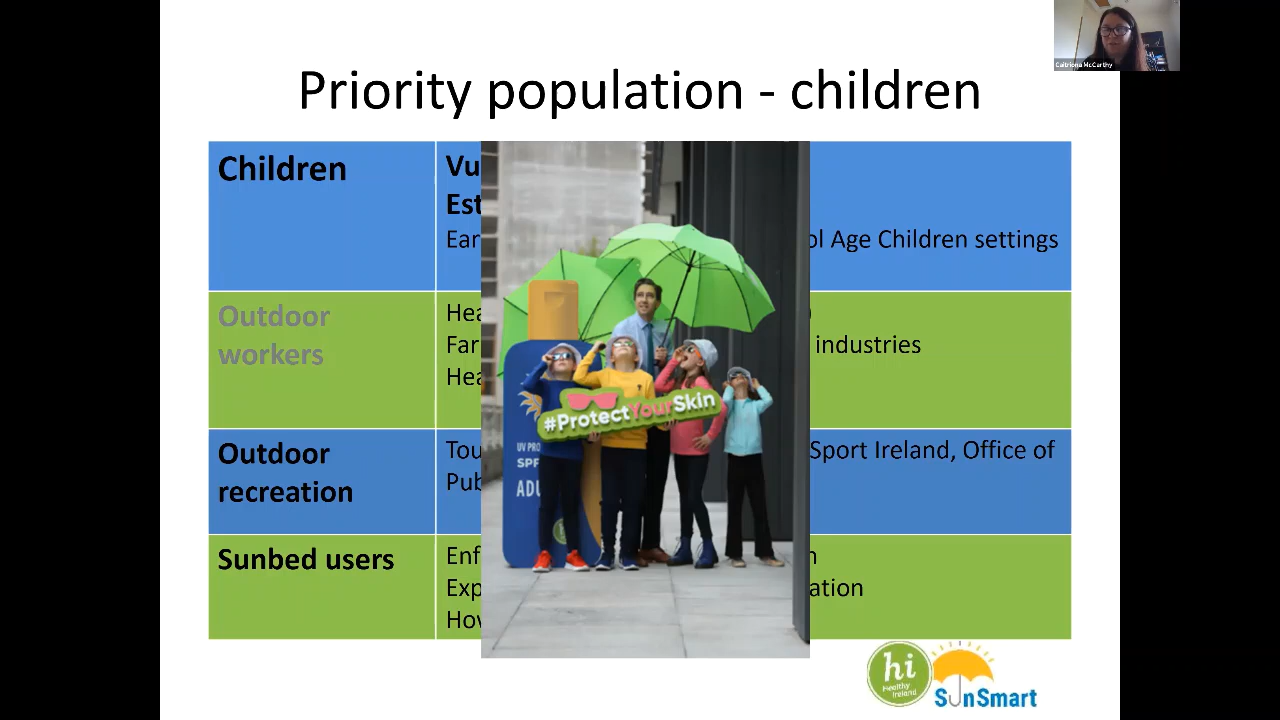 Caitriona McCarthy
Priority population - children
Children
Vu
Est
Ear ol Age Children settings
Outdoor
workers
Hea
Far industries
Hea
#ProtectYourSkin
UV PRO
SPF
ADU
Outdoor
recreation
Tou Sport Ireland, Office of
Pub
Sunbed users
Enf n
Exp ation
How
hi
Healthy
Ireland
SunSmart